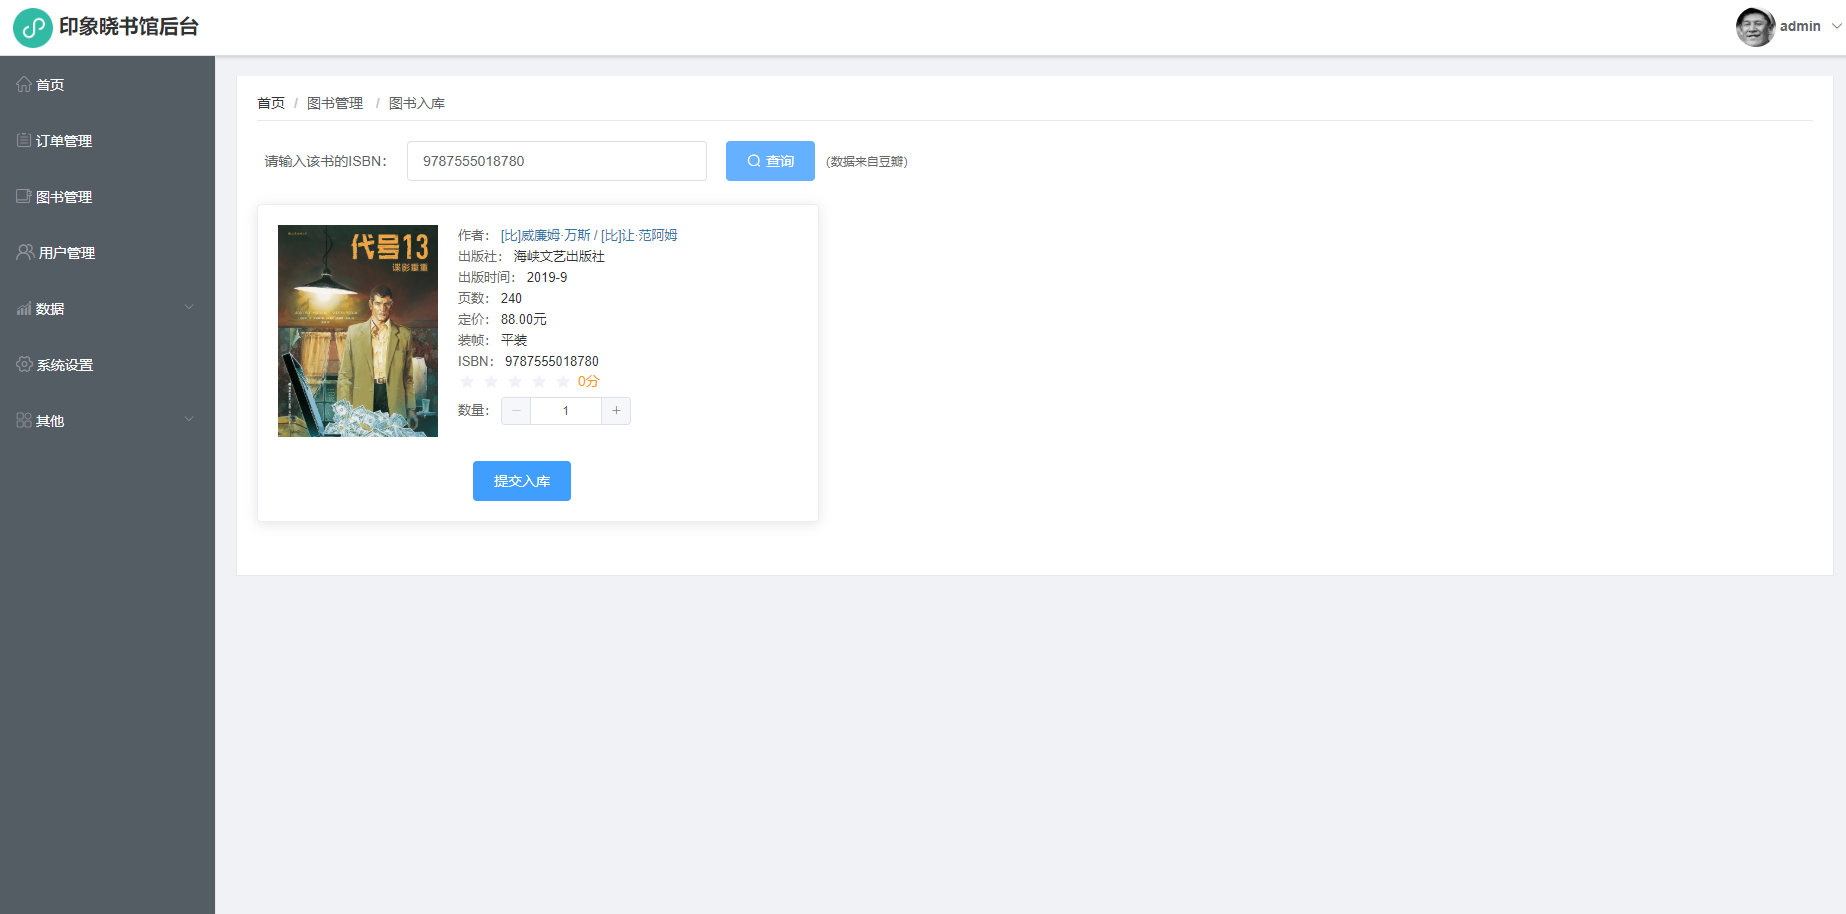 印象晓书馆后台
admin
首页
订单管理
图书管理
用户管理
数据
系统设置
其他
首页 / 图书管理 / 图书入库
请输入该书的ISBN： 9787555018780 查询 (数据来自豆瓣)
代号13
谍影重重
作者： [比]威廉姆·万斯 / [比]让·范阿姆
出版社： 海峡文艺出版社
出版时间： 2019-9
页数： 240
定价： 88.00元
装帧： 平装
ISBN： 9787555018780
0分
数量： − 1 +
提交入库